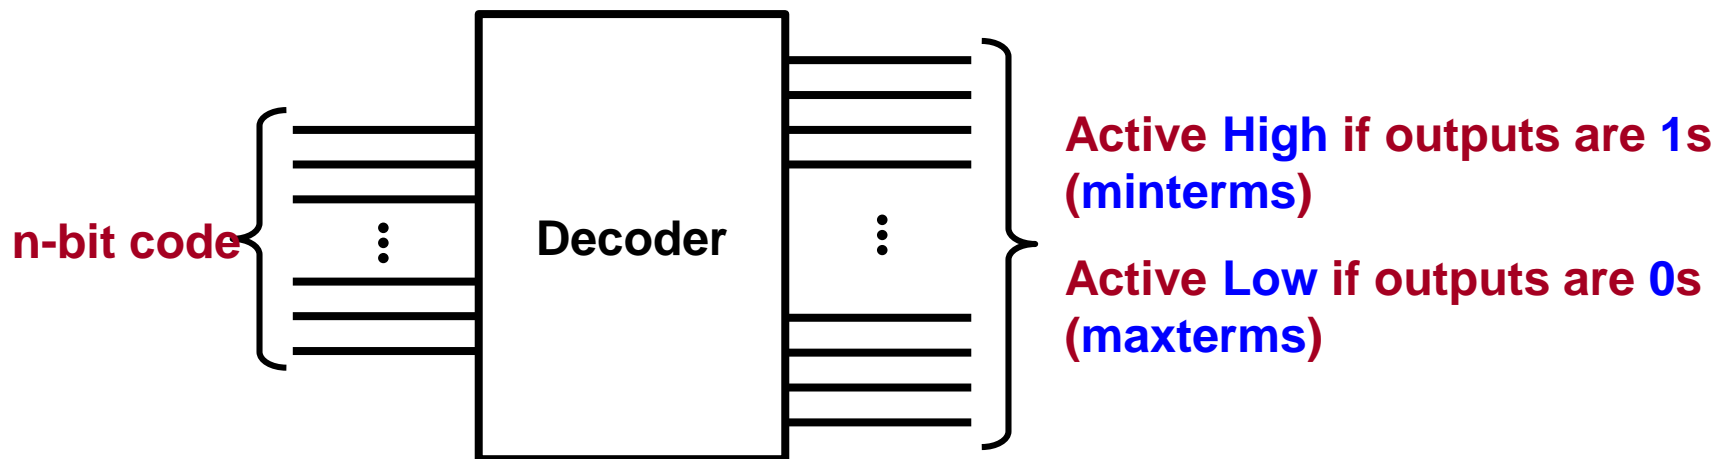 n-bit code
Decoder
Active High if outputs are 1s
(minterms)
Active Low if outputs are 0s
(maxterms)